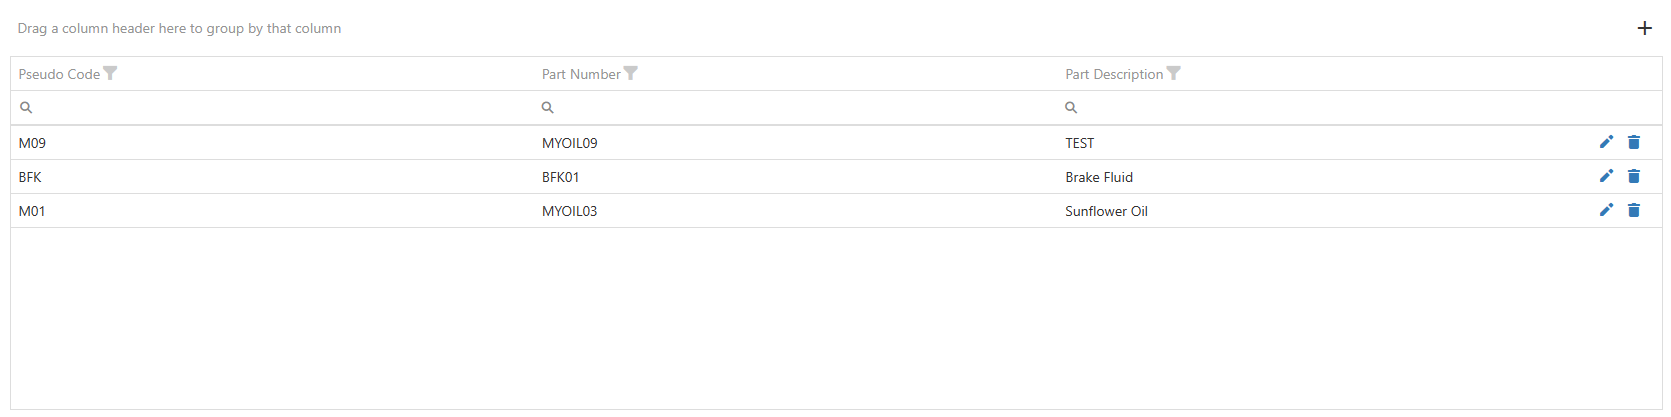 Drag a column header here to group by that column
Pseudo Code Part Number Part Description
M09 MYOIL09 TEST
BFK BFK01 Brake Fluid
M01 MYOIL03 Sunflower Oil